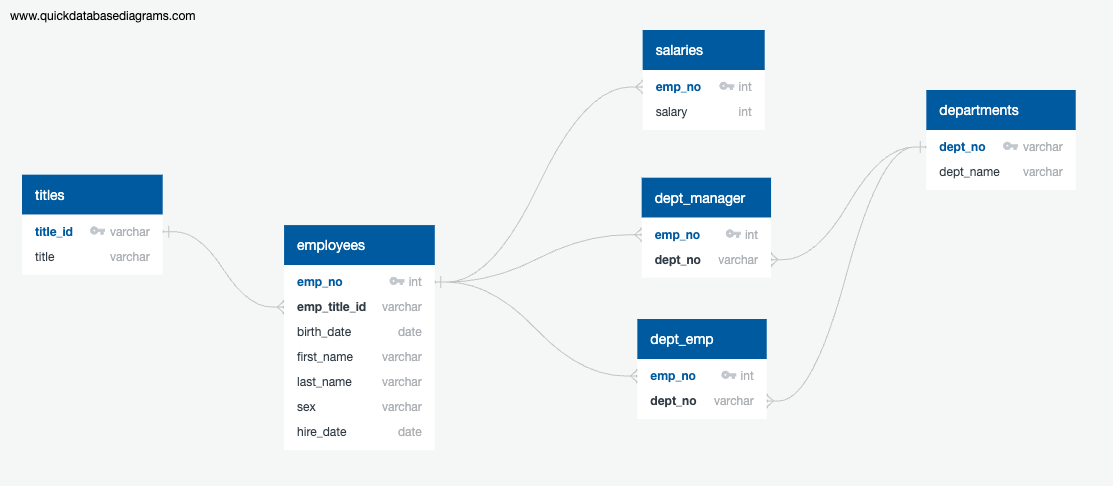 www.quickdatabasediagrams.com
titles
title_id varchar
title varchar
employees
emp_no int
emp_title_id varchar
birth_date date
first_name varchar
last_name varchar
sex varchar
hire_date date
salaries
emp_no int
salary int
dept_manager
emp_no int
dept_no varchar
dept_emp
emp_no int
dept_no varchar
departments
dept_no varchar
dept_name varchar